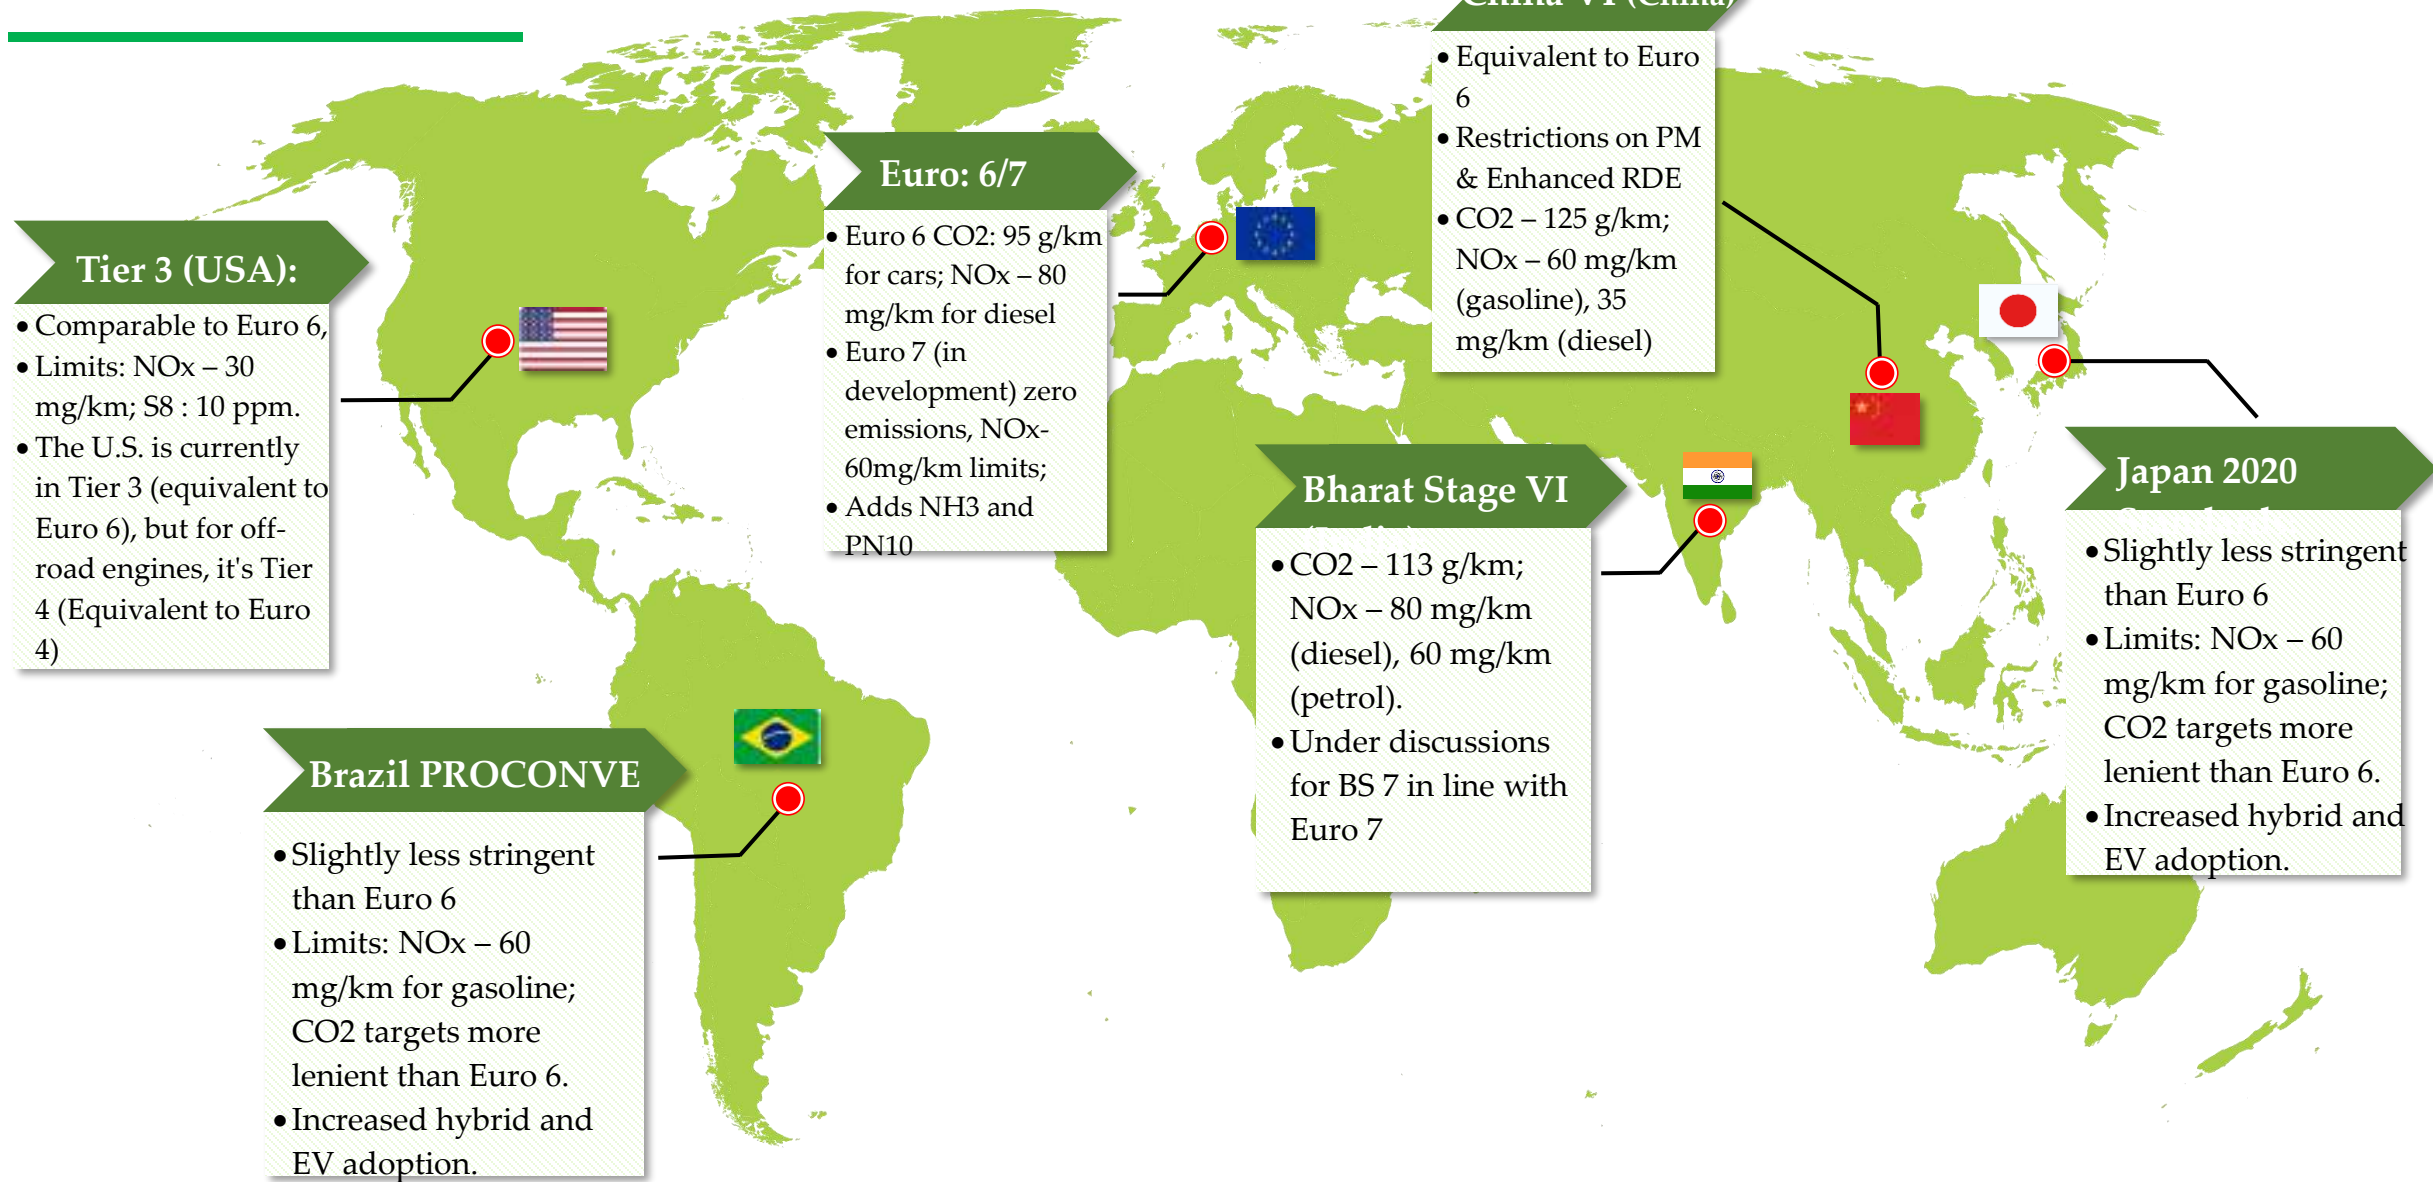 China VI (China)
• Equivalent to Euro
6
• Restrictions on PM
& Enhanced RDE
• CO2 – 125 g/km;
NOx – 60 mg/km
(gasoline), 35
mg/km (diesel)
Euro: 6/7
• Euro 6 CO2: 95 g/km
for cars; NOx – 80
mg/km for diesel
• Euro 7 (in
development) zero
emissions, NOx-
60mg/km limits;
• Adds NH3 and
PN10
Tier 3 (USA):
• Comparable to Euro 6,
• Limits: NOx – 30
mg/km; S8 : 10 ppm.
• The U.S. is currently
in Tier 3 (equivalent to
Euro 6), but for off-
road engines, it's Tier
4 (Equivalent to Euro
4)
Bharat Stage VI
• CO2 – 113 g/km;
NOx – 80 mg/km
(diesel), 60 mg/km
(petrol).
• Under discussions
for BS 7 in line with
Euro 7
Japan 2020
• Slightly less stringent
than Euro 6
• Limits: NOx – 60
mg/km for gasoline;
CO2 targets more
lenient than Euro 6.
• Increased hybrid and
EV adoption.
Brazil PROCONVE
• Slightly less stringent
than Euro 6
• Limits: NOx – 60
mg/km for gasoline;
CO2 targets more
lenient than Euro 6.
• Increased hybrid and
EV adoption.